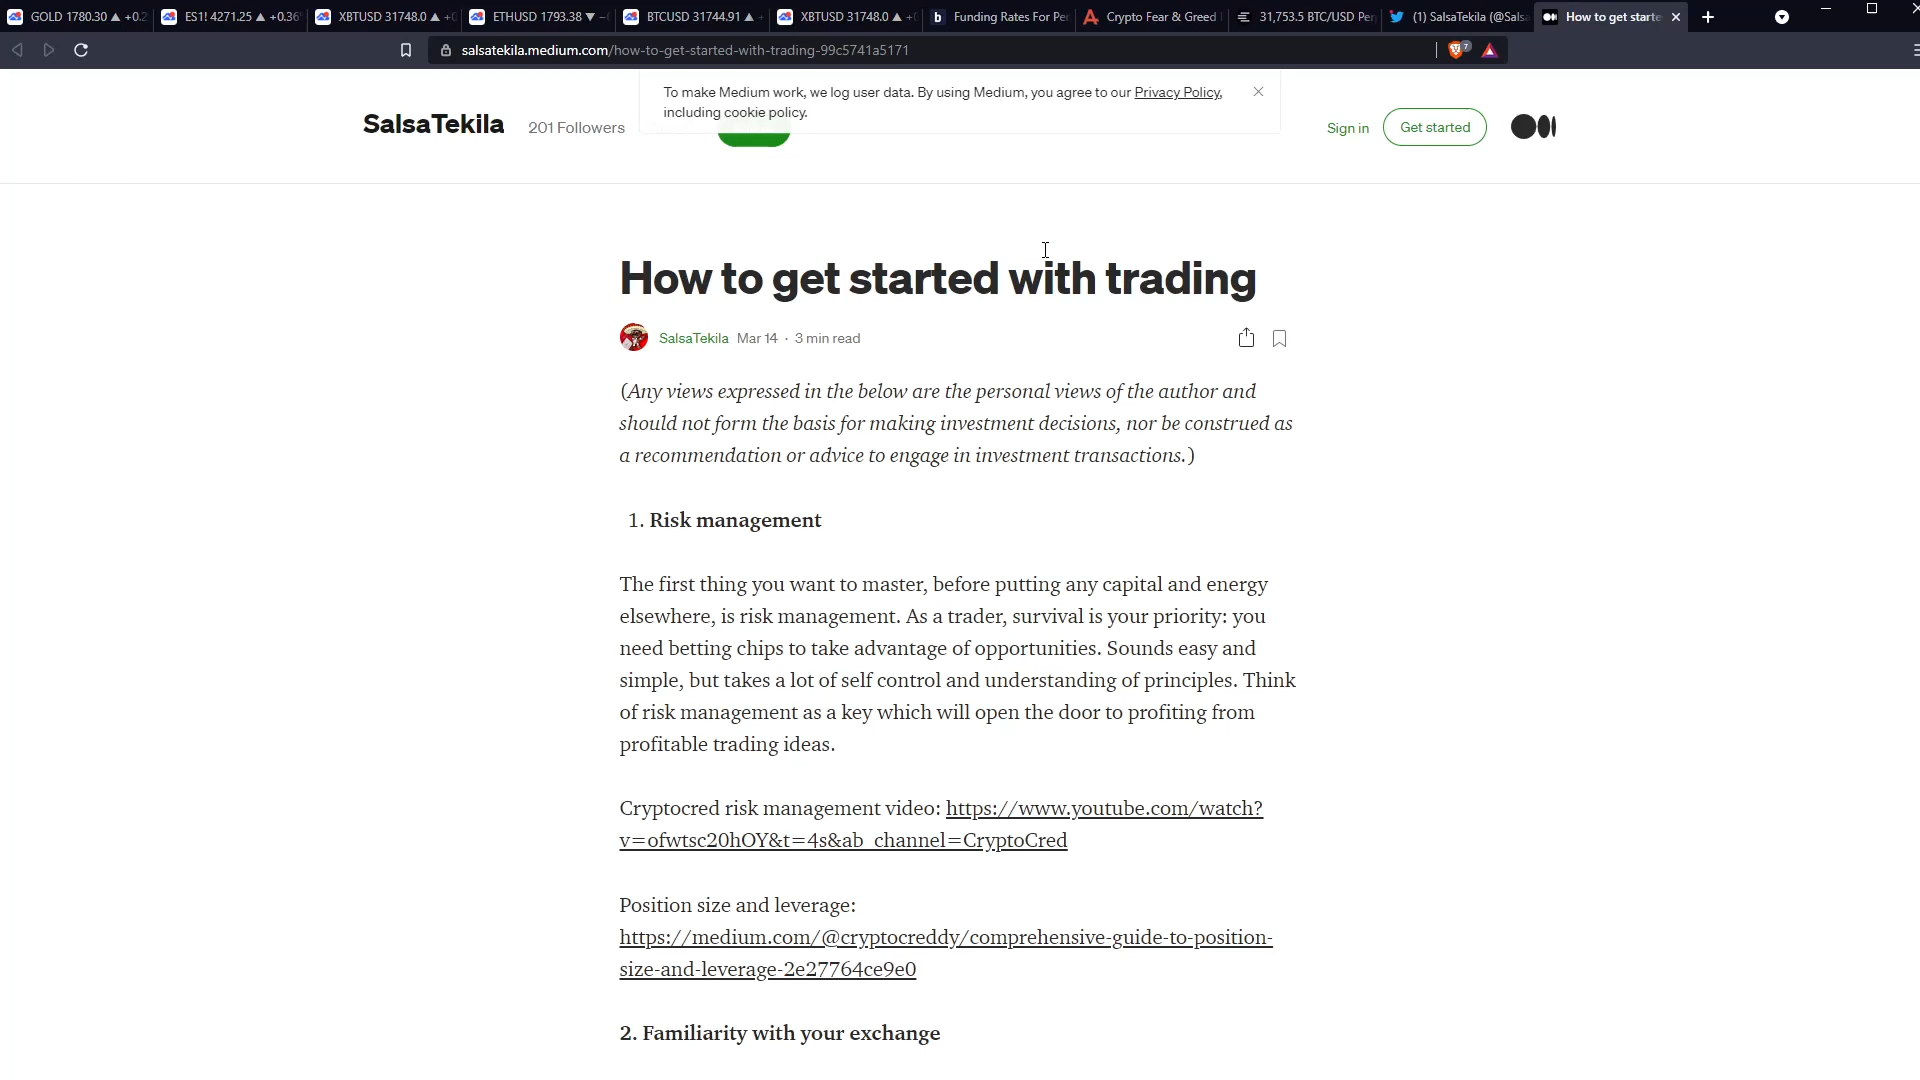 GOLD 1780.30 ▲ +0.2
ES1! 4271.25 ▲ +0.36
XBTUSD 31748.0 ▲ +0
ETHUSD 1793.38 ▼ −
BTCUSD 31744.91 ▲ +
XBTUSD 31748.0 ▲ +0
Funding Rates For Pe
Crypto Fear & Greed
31,753.5 BTC/USD Per
(1) SalsaTekila (@Salsa
How to get starte
salsatekila.medium.com/how-to-get-started-with-trading-99c5741a5171
7
To make Medium work, we log user data. By using Medium, you agree to our Privacy Policy,
including cookie policy.
SalsaTekila
201 Followers
Sign in
Get started
How to get started with trading
SalsaTekila Mar 14 · 3 min read
(Any views expressed in the below are the personal views of the author and
should not form the basis for making investment decisions, nor be construed as
a recommendation or advice to engage in investment transactions.)
1. Risk management
The first thing you want to master, before putting any capital and energy
elsewhere, is risk management. As a trader, survival is your priority: you
need betting chips to take advantage of opportunities. Sounds easy and
simple, but takes a lot of self control and understanding of principles. Think
of risk management as a key which will open the door to profiting from
profitable trading ideas.
Cryptocred risk management video: https://www.youtube.com/watch?
v=ofwtsc20hOY&t=4s&ab_channel=CryptoCred
Position size and leverage:
https://medium.com/@cryptocreddy/comprehensive-guide-to-position-
size-and-leverage-2e27764ce9e0
2. Familiarity with your exchange